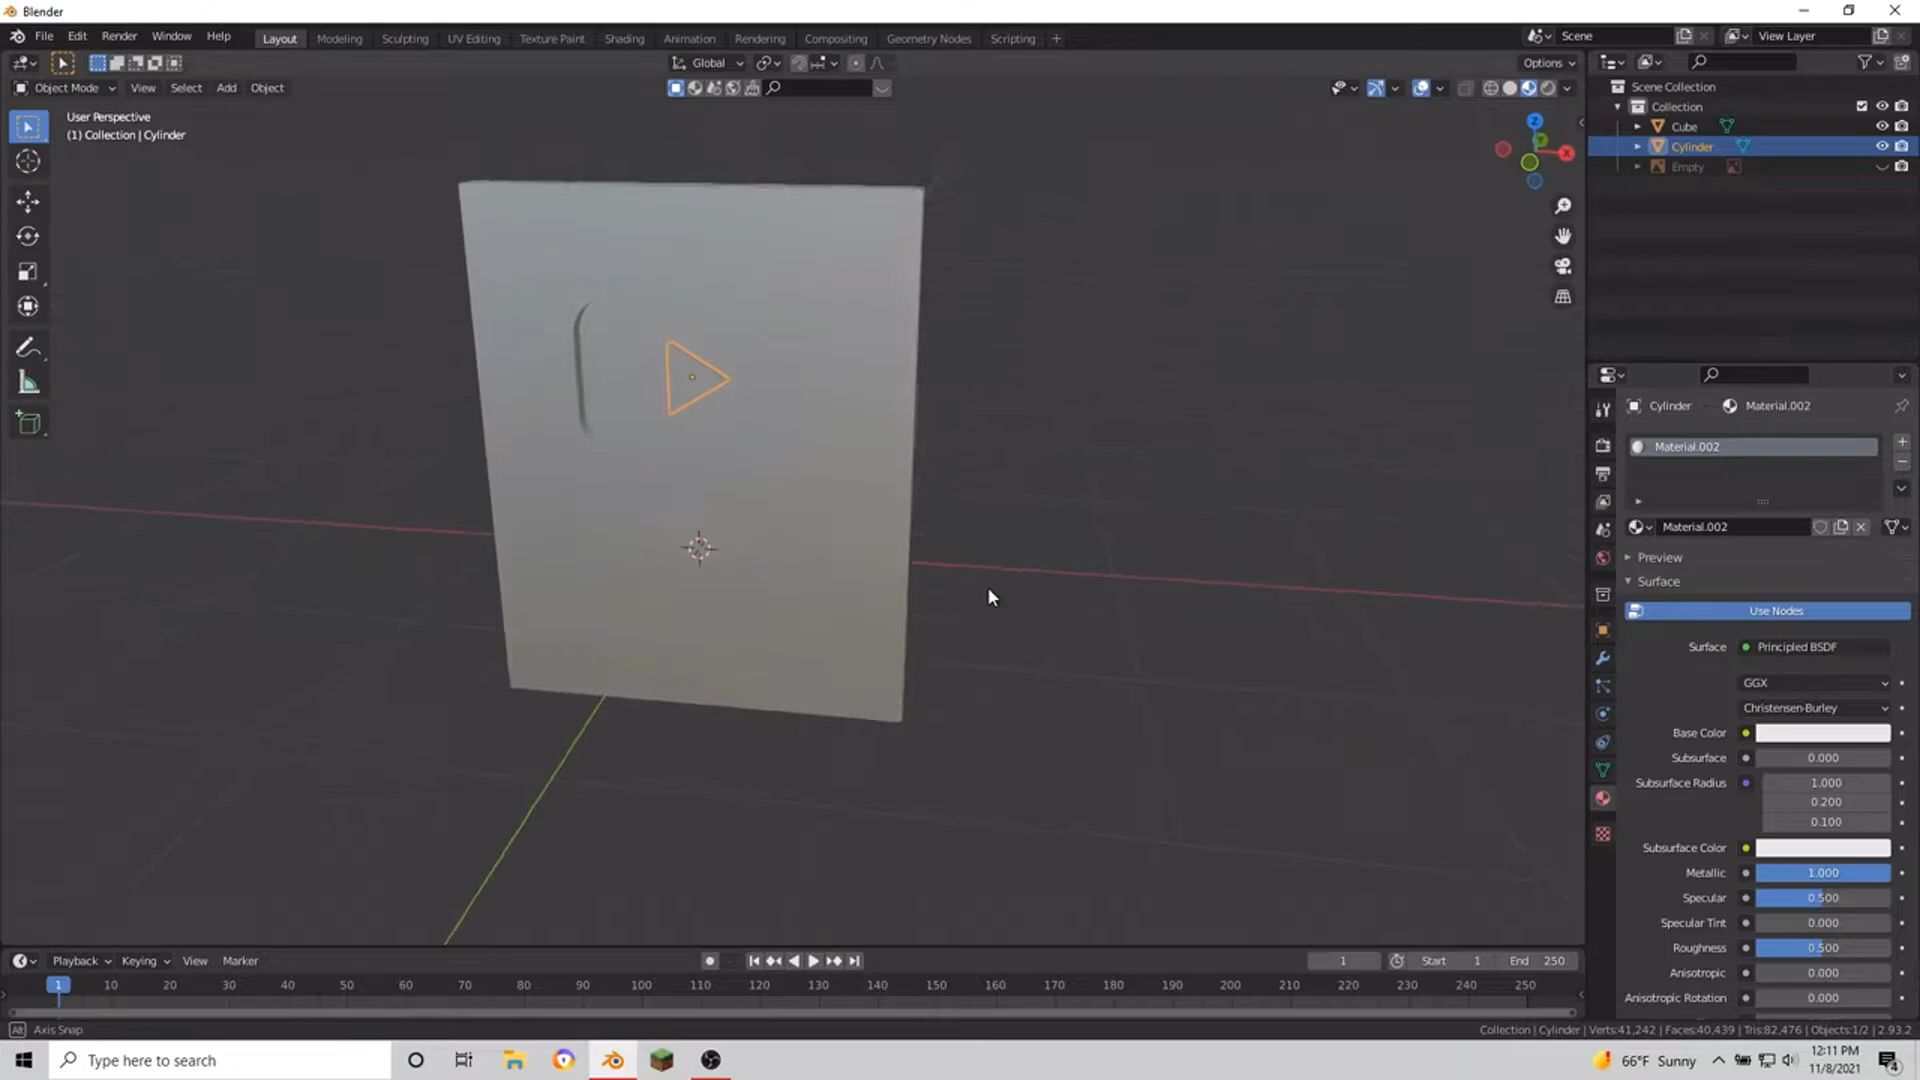 Blender
File Edit Render Window Help
Layout Modeling Sculpting UV Editing Texture Paint Shading Animation Rendering Compositing Geometry Nodes Scripting +
Scene
View Layer
Global
Options
Object Mode View Select Add Object
User Perspective
(1) Collection | Cylinder
Z
X
Scene Collection
Collection
Cube
Cylinder
Empty
Cylinder Material.002
Material.002
Material.002
Preview
Surface
Use Nodes
Surface Principled BSDF
GGX
Christensen-Burley
Base Color
Subsurface 0.000
Subsurface Radius 1.000
0.200
0.100
Subsurface Color
Metallic 1.000
Specular 0.500
Specular Tint 0.000
Roughness 0.500
Anisotropic 0.000
Anisotropic Rotation 0.000
Playback Keying View Marker
1 Start 1 End 250
1 10 20 30 40 50 60 70 80 90 100 110 120 130 140 150 160 170 180 190 200 210 220 230 240 250
Alt Axis Snap
Collection | Cylinder | Verts:41,242 | Faces:40,439 | Tris:82,476 | Objects:1/2 | 2.93.2
Type here to search
66°F Sunny
12:11 PM
11/8/2021
4